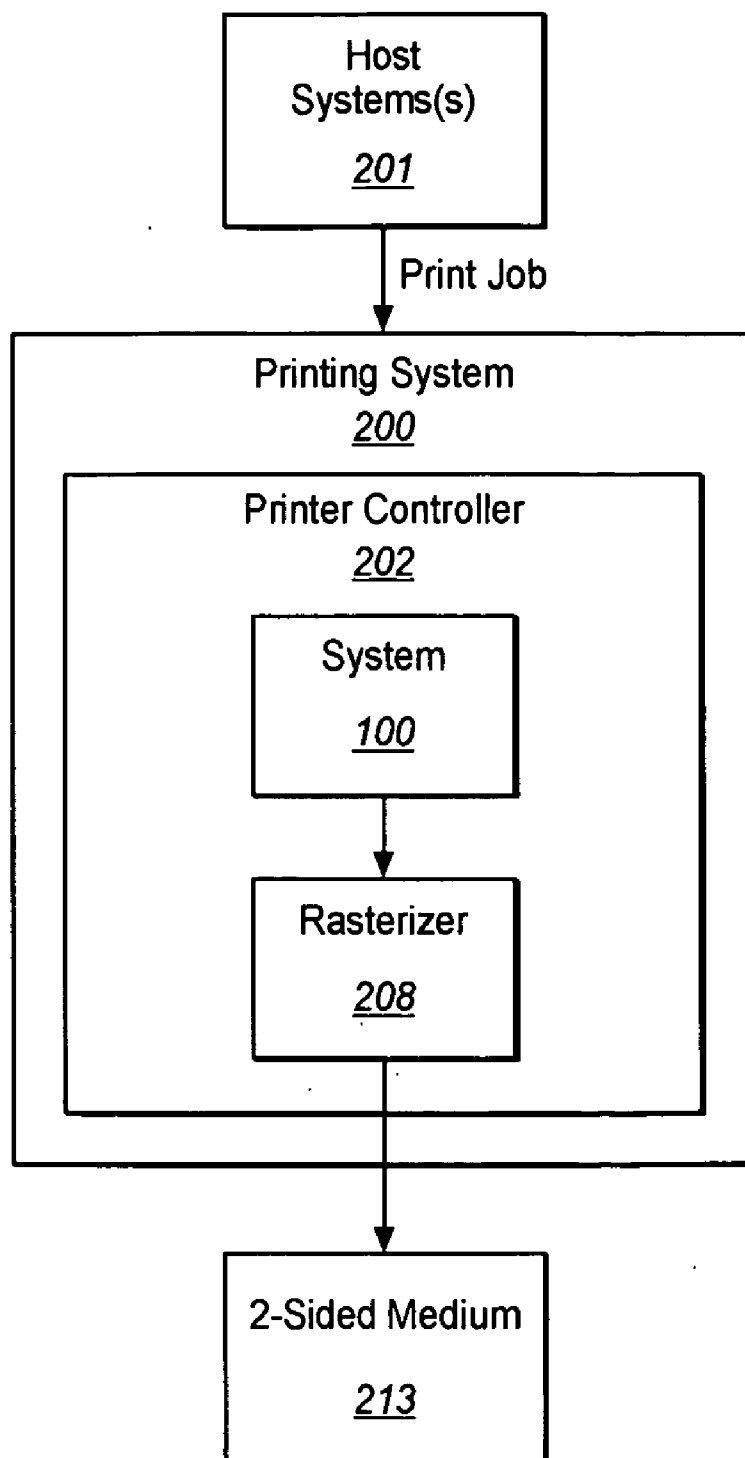 Host
Systems(s)
201
Print Job
Printing System
200
Printer Controller
202
System
100
Rasterizer
208
2-Sided Medium
213